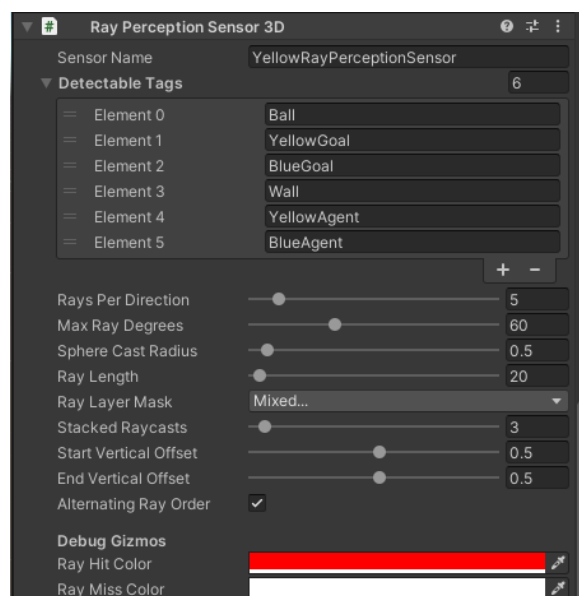 # Ray Perception Sensor 3D
Sensor Name YellowRayPerceptionSensor
Detectable Tags 6
Element 0 Ball
Element 1 YellowGoal
Element 2 BlueGoal
Element 3 Wall
Element 4 YellowAgent
Element 5 BlueAgent
+ -
Rays Per Direction 5
Max Ray Degrees 60
Sphere Cast Radius 0.5
Ray Length 20
Ray Layer Mask Mixed...
Stacked Raycasts 3
Start Vertical Offset 0.5
End Vertical Offset 0.5
Alternating Ray Order
Debug Gizmos
Ray Hit Color
Ray Miss Color